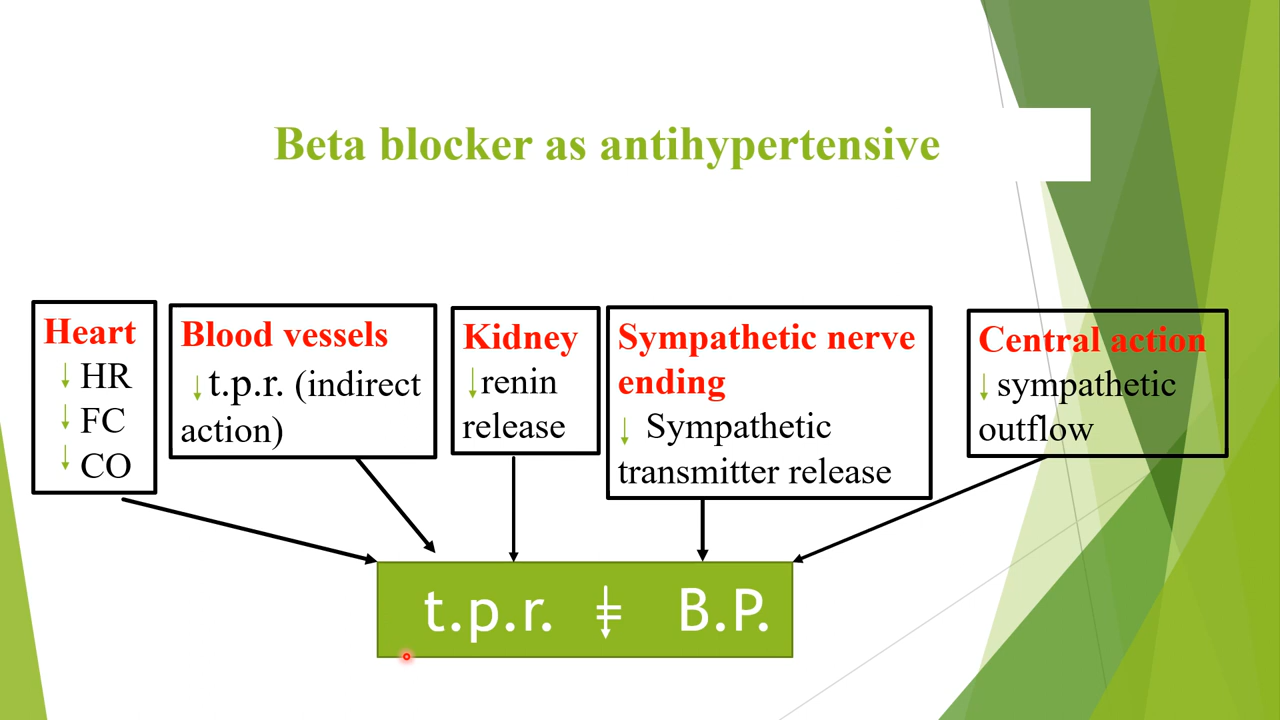 Beta blocker as antihypertensive
Heart
↓ HR
↓ FC
↓ CO
Blood vessels
↓ t.p.r. (indirect
action)
Kidney
↓renin
release
Sympathetic nerve
ending
↓ Sympathetic
transmitter release
Central action
↓ sympathetic
outflow
t.p.r. ⇟ B.P.